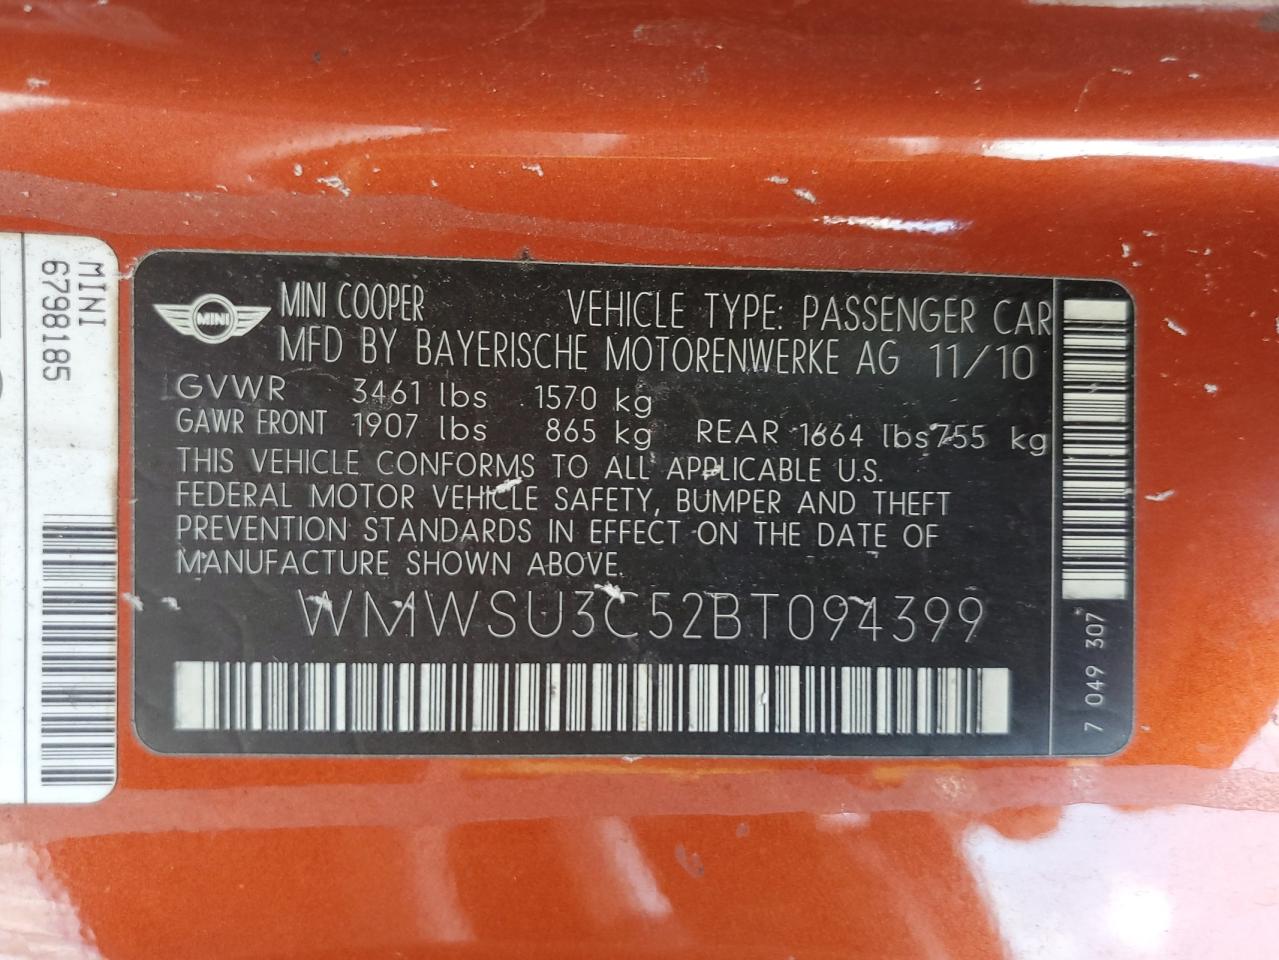 MINI
6798185
MINI
MINI COOPER VEHICLE TYPE: PASSENGER CAR
MFD BY BAYERISCHE MOTORENWERKE AG 11/10
GVWR 3461 lbs 1570 kg
GAWR FRONT 1907 lbs 865 kg REAR 1664 lbs 755 kg
THIS VEHICLE CONFORMS TO ALL APPLICABLE U.S.
FEDERAL MOTOR VEHICLE SAFETY, BUMPER AND THEFT
PREVENTION STANDARDS IN EFFECT ON THE DATE OF
MANUFACTURE SHOWN ABOVE.
WMWSU3C52BT094399
7 049 307